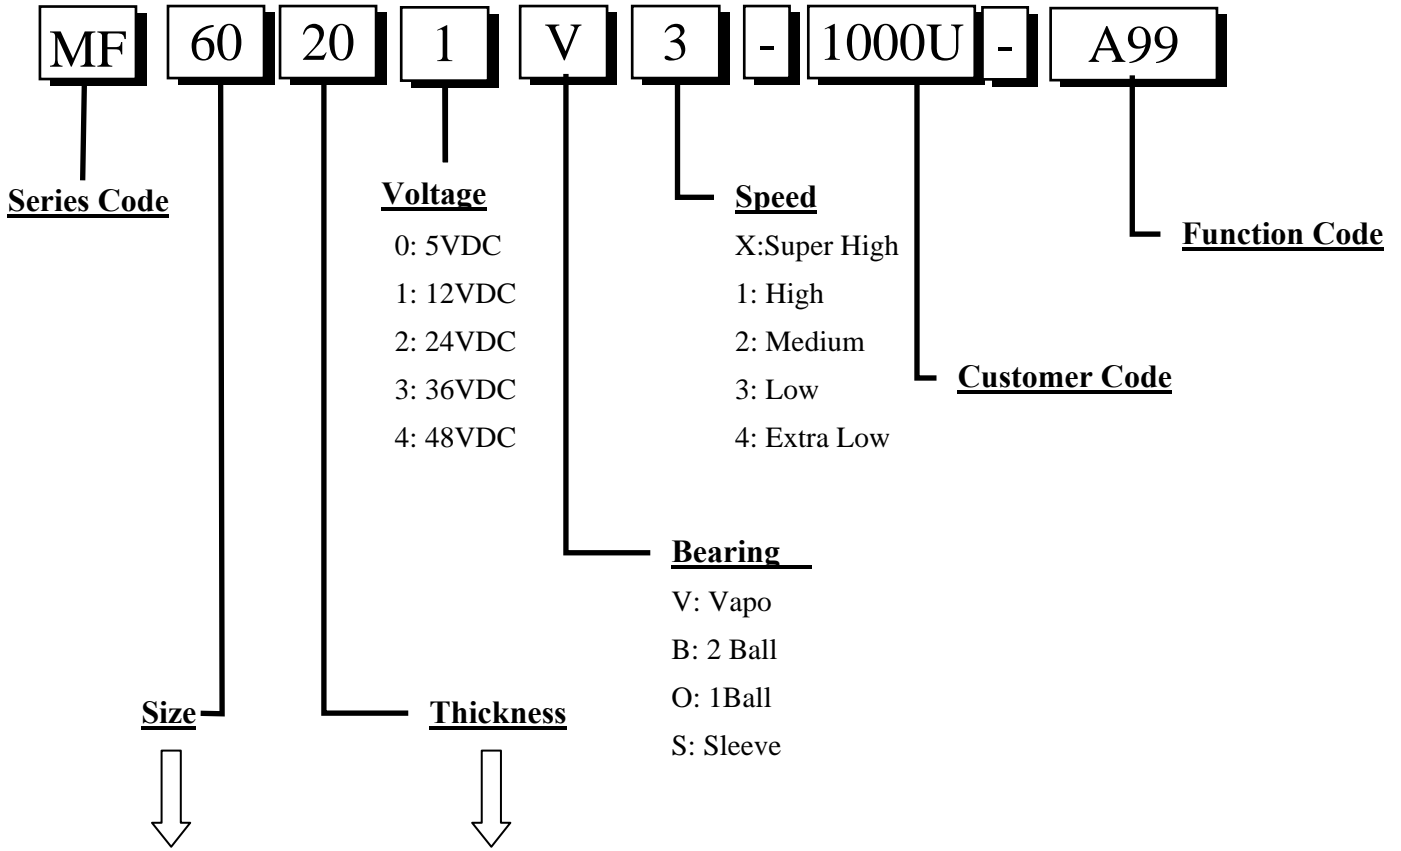 MF 60 20 1 V 3 - 1000U - A99
Series Code
Voltage
0: 5VDC
1: 12VDC
2: 24VDC
3: 36VDC
4: 48VDC
Speed
X:Super High
1: High
2: Medium
3: Low
4: Extra Low
Function Code
Customer Code
Bearing
V: Vapo
B: 2 Ball
O: 1Ball
S: Sleeve
Size
Thickness